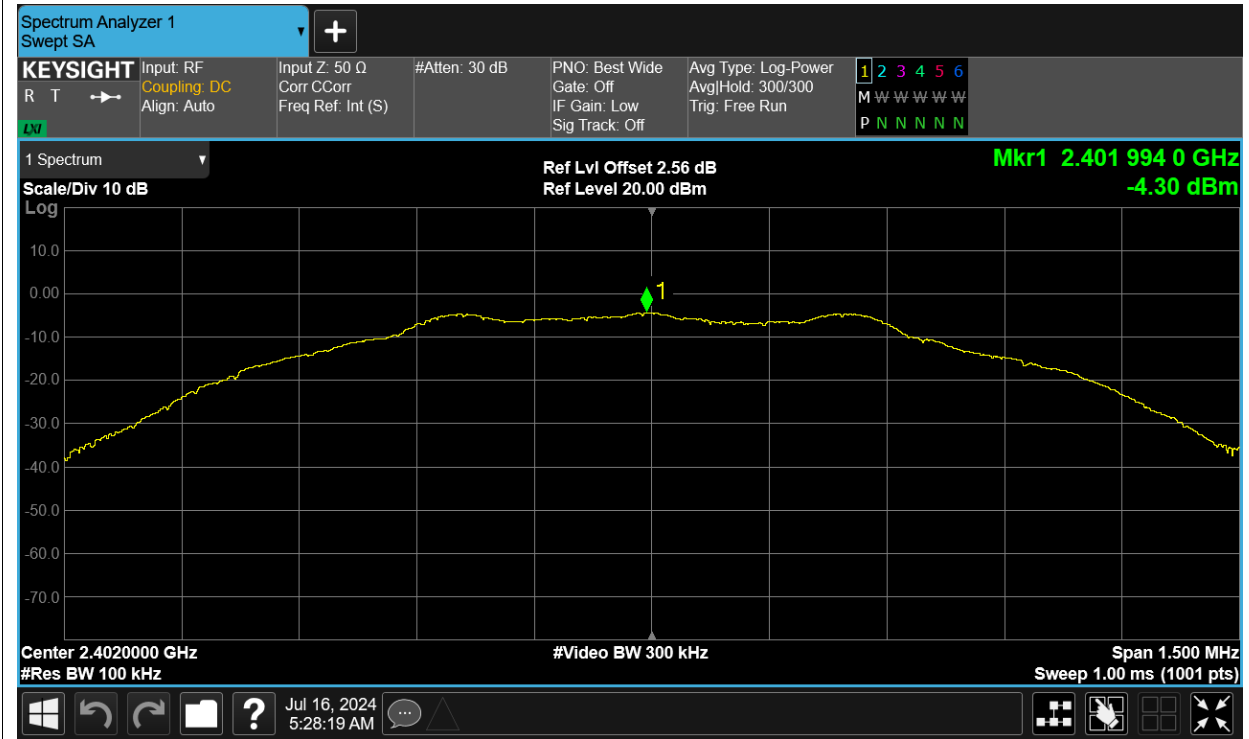 Spectrum Analyzer 1
Swept SA
+
KEYSIGHT
R T
LXI
Input: RF
Coupling: DC
Align: Auto
Input Z: 50 Ω
Corr CCorr
Freq Ref: Int (S)
#Atten: 30 dB
PNO: Best Wide
Gate: Off
IF Gain: Low
Sig Track: Off
Avg Type: Log-Power
Avg|Hold: 300/300
Trig: Free Run
1 2 3 4 5 6
M W W W W W
P N N N N N
1 Spectrum
Scale/Div 10 dB
Log
Ref Lvl Offset 2.56 dB
Ref Level 20.00 dBm
Mkr1 2.401 994 0 GHz
-4.30 dBm
10.0
0.00
1
-10.0
-20.0
-30.0
-40.0
-50.0
-60.0
-70.0
Center 2.4020000 GHz
#Res BW 100 kHz
#Video BW 300 kHz
Span 1.500 MHz
Sweep 1.00 ms (1001 pts)
?
Jul 16, 2024
5:28:19 AM